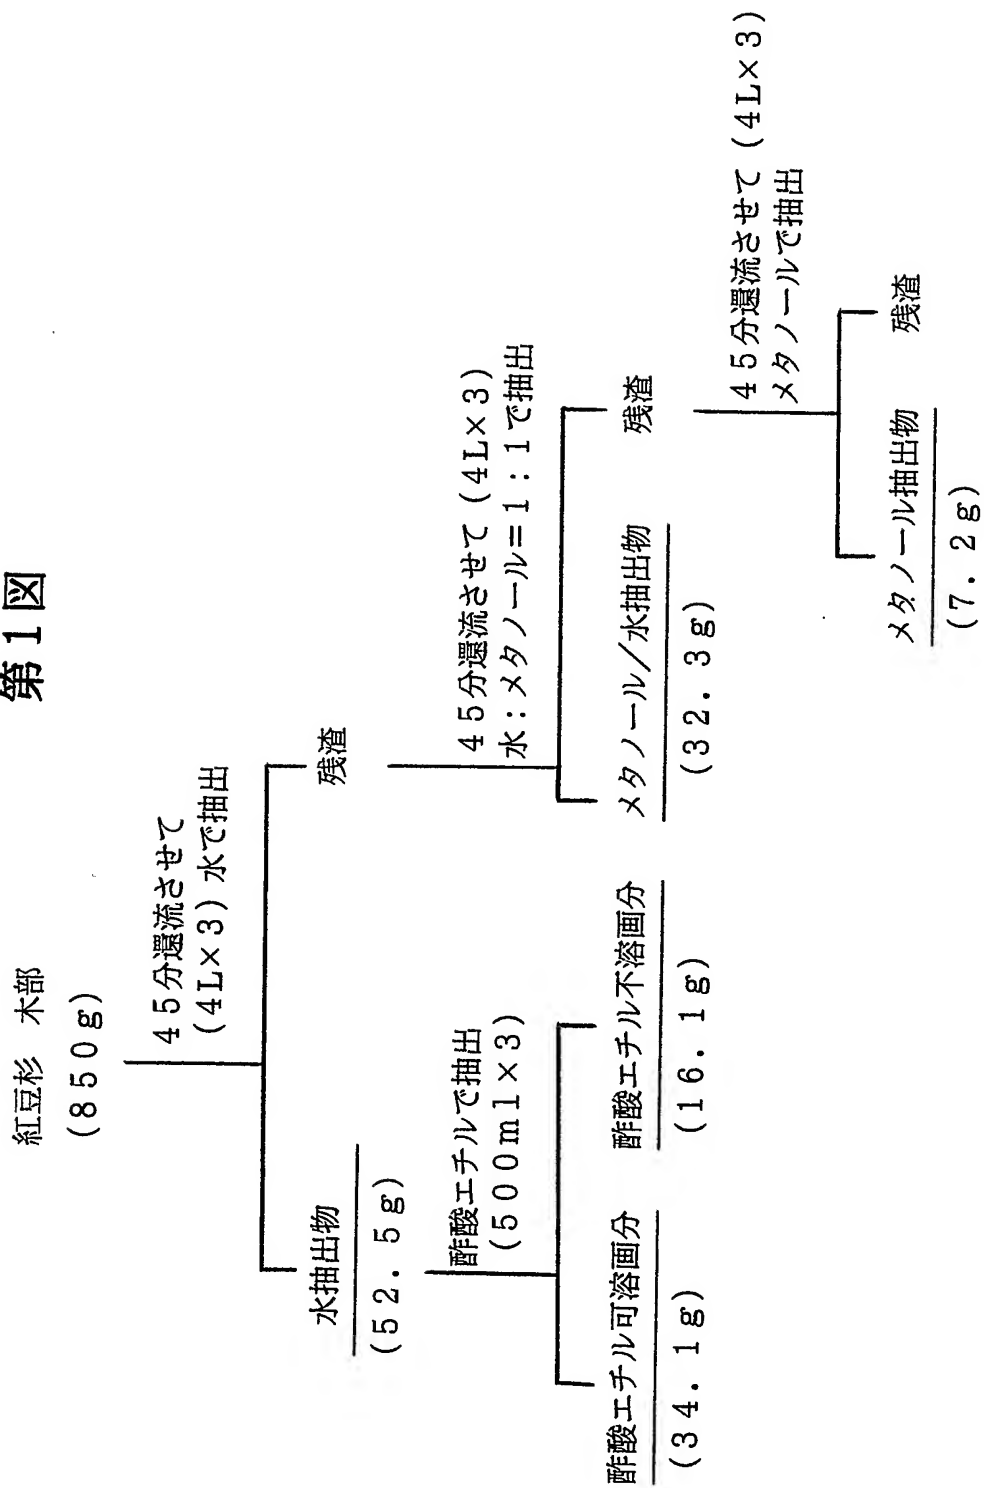 第1図
紅豆杉 木部
(850g)
45分還流させて
(4L×3)水で抽出
水抽出物
(52.5g)
残渣
酢酸エチルで抽出
(500ml×3)
45分還流させて(4L×3)
水:メタノール=1:1で抽出
酢酸エチル可溶画分
(34.1g)
酢酸エチル不溶画分
(16.1g)
メタノール/水抽出物
(32.3g)
残渣
45分還流させて(4L×3)
メタノールで抽出
メタノール抽出物
(7.2g)
残渣